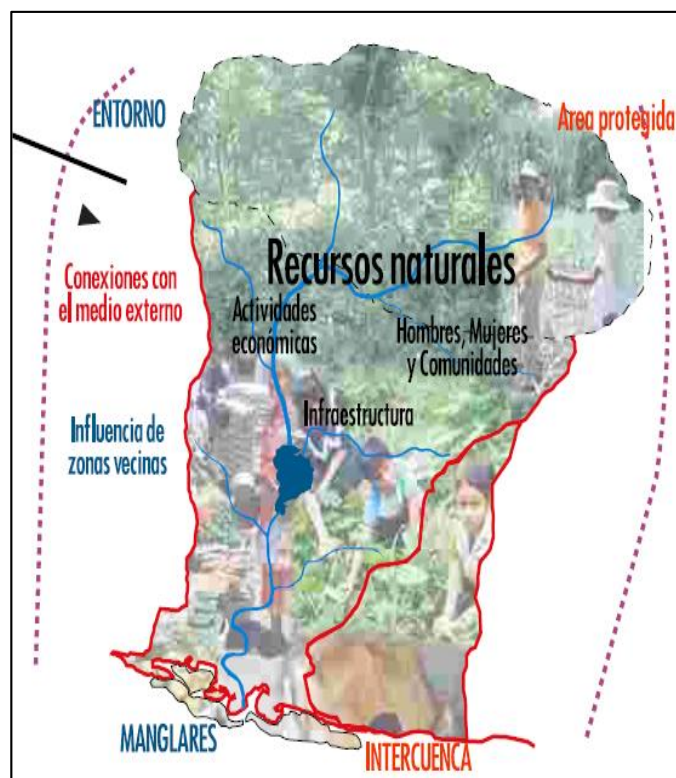 ENTORNO
Area protegida
Recursos naturales
Conexiones con
el medio externo
Actividades
económicas
Hombres, Mujeres
y Comunidades
Influencia de
zonas vecinas
Infraestructura
MANGLARES
INTERCUENCA